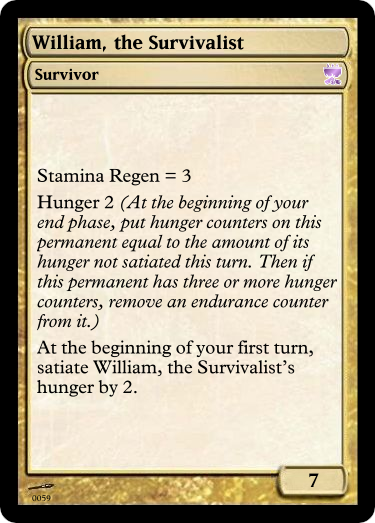 William, the Survivalist
Survivor
Stamina Regen = 3
Hunger 2 (At the beginning of your
end phase, put hunger counters on this
permanent equal to the amount of its
hunger not satiated this turn. Then if
this permanent has three or more hunger
counters, remove an endurance counter
from it.)
At the beginning of your first turn,
satiate William, the Survivalist's
hunger by 2.
7
0059